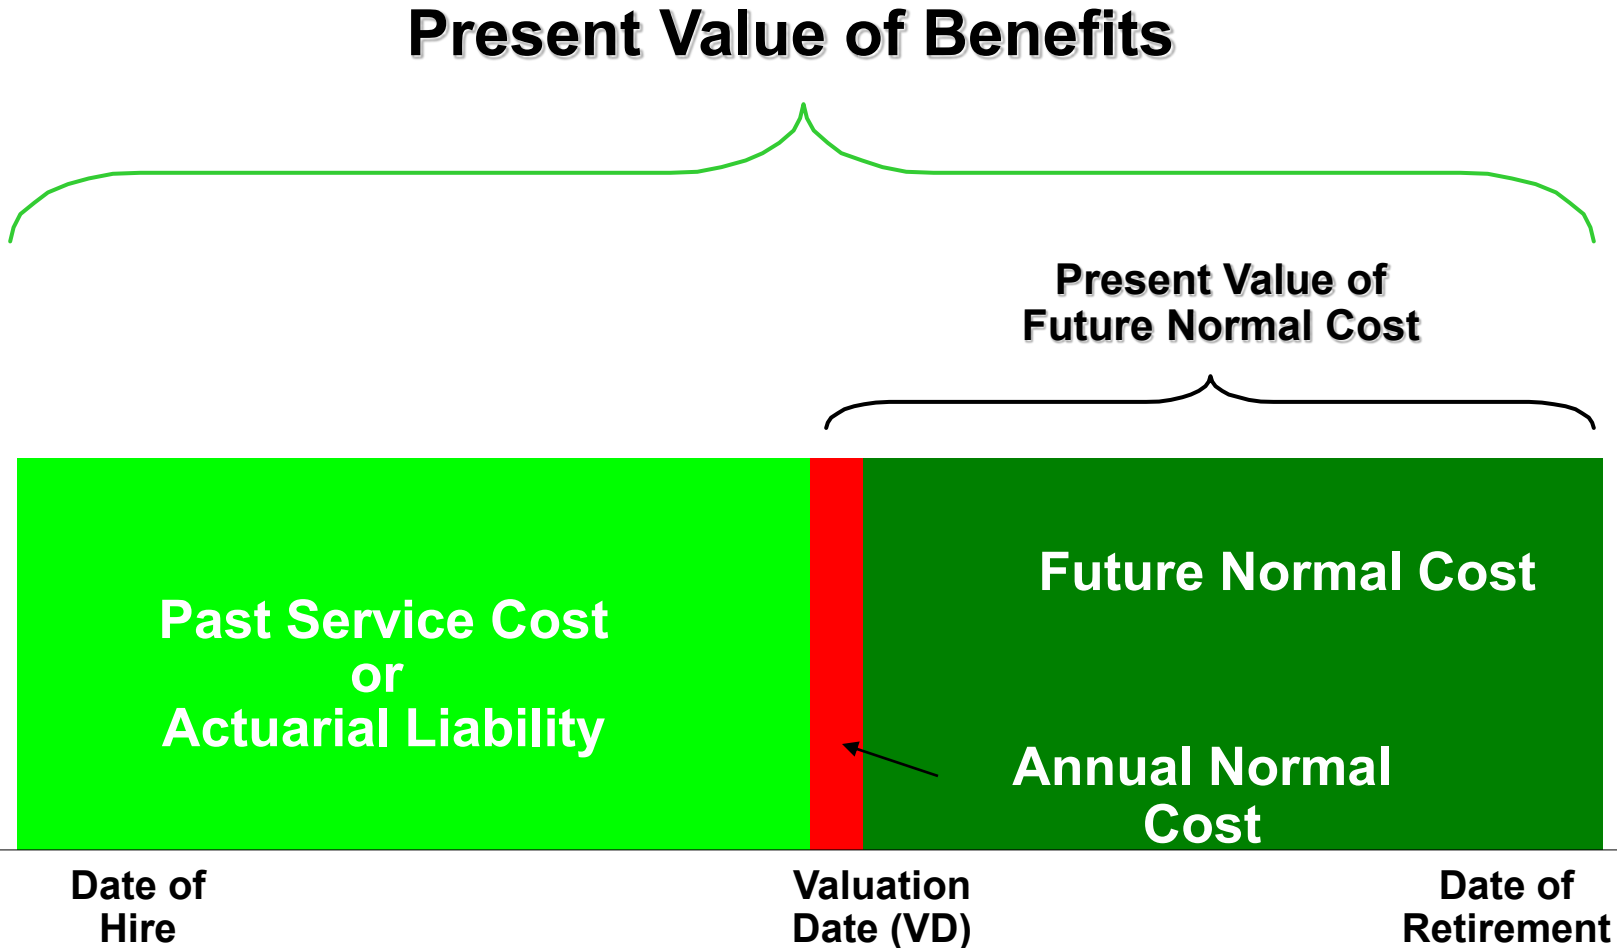 Present Value of Benefits
Present Value of
Future Normal Cost
Future Normal Cost
Past Service Cost
or
Actuarial Liability
Annual Normal
Cost
Date of
Hire
Valuation
Date (VD)
Date of
Retirement